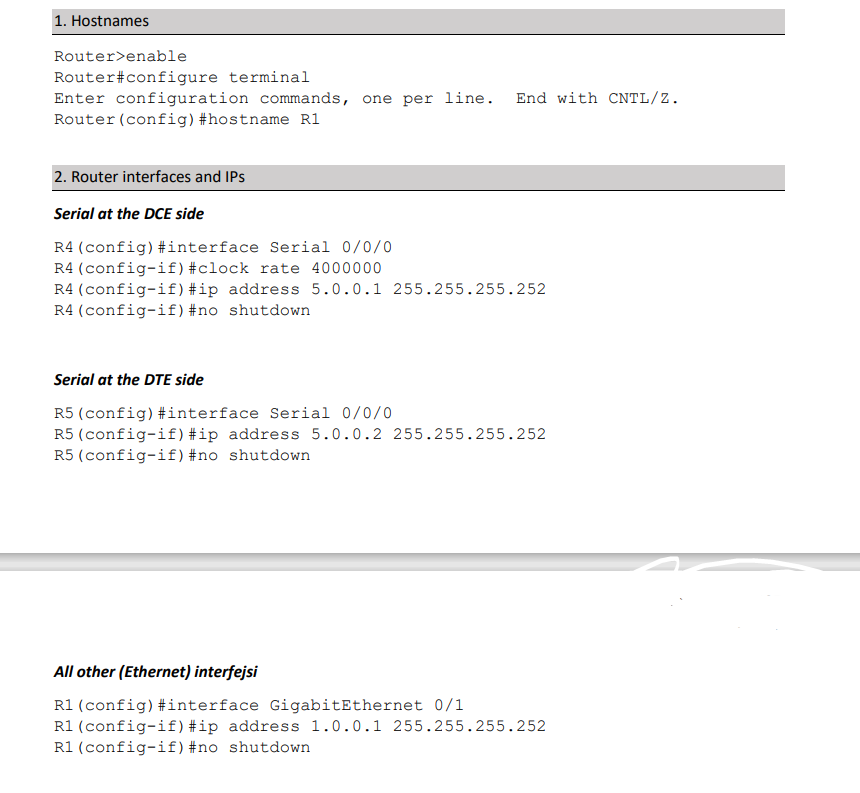 1. Hostnames
Router>enable
Router#configure terminal
Enter configuration commands, one per line.  End with CNTL/Z.
Router(config)#hostname R1
2. Router interfaces and IPs
Serial at the DCE side
R4(config)#interface Serial 0/0/0
R4(config-if)#clock rate 4000000
R4(config-if)#ip address 5.0.0.1 255.255.255.252
R4(config-if)#no shutdown
Serial at the DTE side
R5(config)#interface Serial 0/0/0
R5(config-if)#ip address 5.0.0.2 255.255.255.252
R5(config-if)#no shutdown
All other (Ethernet) interfejsi
R1(config)#interface GigabitEthernet 0/1
R1(config-if)#ip address 1.0.0.1 255.255.255.252
R1(config-if)#no shutdown